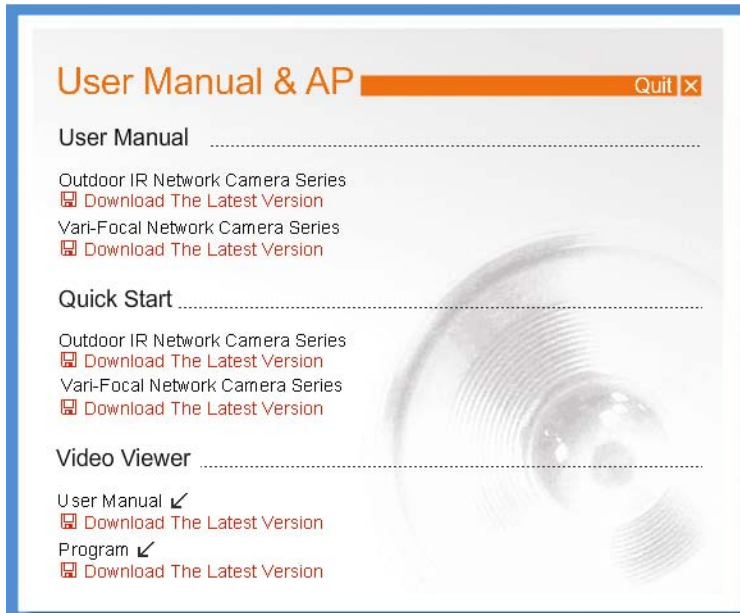 User Manual & AP
Quit
User Manual
Outdoor IR Network Camera Series
Download The Latest Version
Vari-Focal Network Camera Series
Download The Latest Version
Quick Start
Outdoor IR Network Camera Series
Download The Latest Version
Vari-Focal Network Camera Series
Download The Latest Version
Video Viewer
User Manual
Download The Latest Version
Program
Download The Latest Version